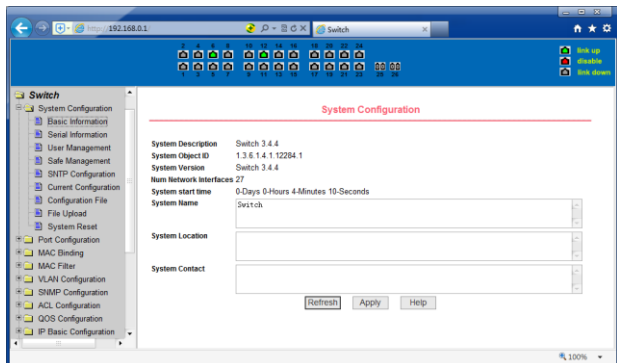 http://192.168.0.1/
Switch
2 4 6 8 10 12 14 16 18 20 22 24
1 3 5 7 9 11 13 15 17 19 21 23 25 26
link up
disable
link down
Switch
System Configuration
Basic Information
Serial Information
User Management
Safe Management
SNTP Configuration
Current Configuration
Configuration File
File Upload
System Reset
Port Configuration
MAC Binding
MAC Filter
VLAN Configuration
SNMP Configuration
ACL Configuration
QOS Configuration
IP Basic Configuration
System Configuration
System Description Switch 3.4.4
System Object ID 1.3.6.1.4.1.12284.1
System Version Switch 3.4.4
Num Network Interfaces 27
System start time 0-Days 0-Hours 4-Minutes 10-Seconds
System Name Switch
System Location
System Contact
Refresh Apply Help
100%